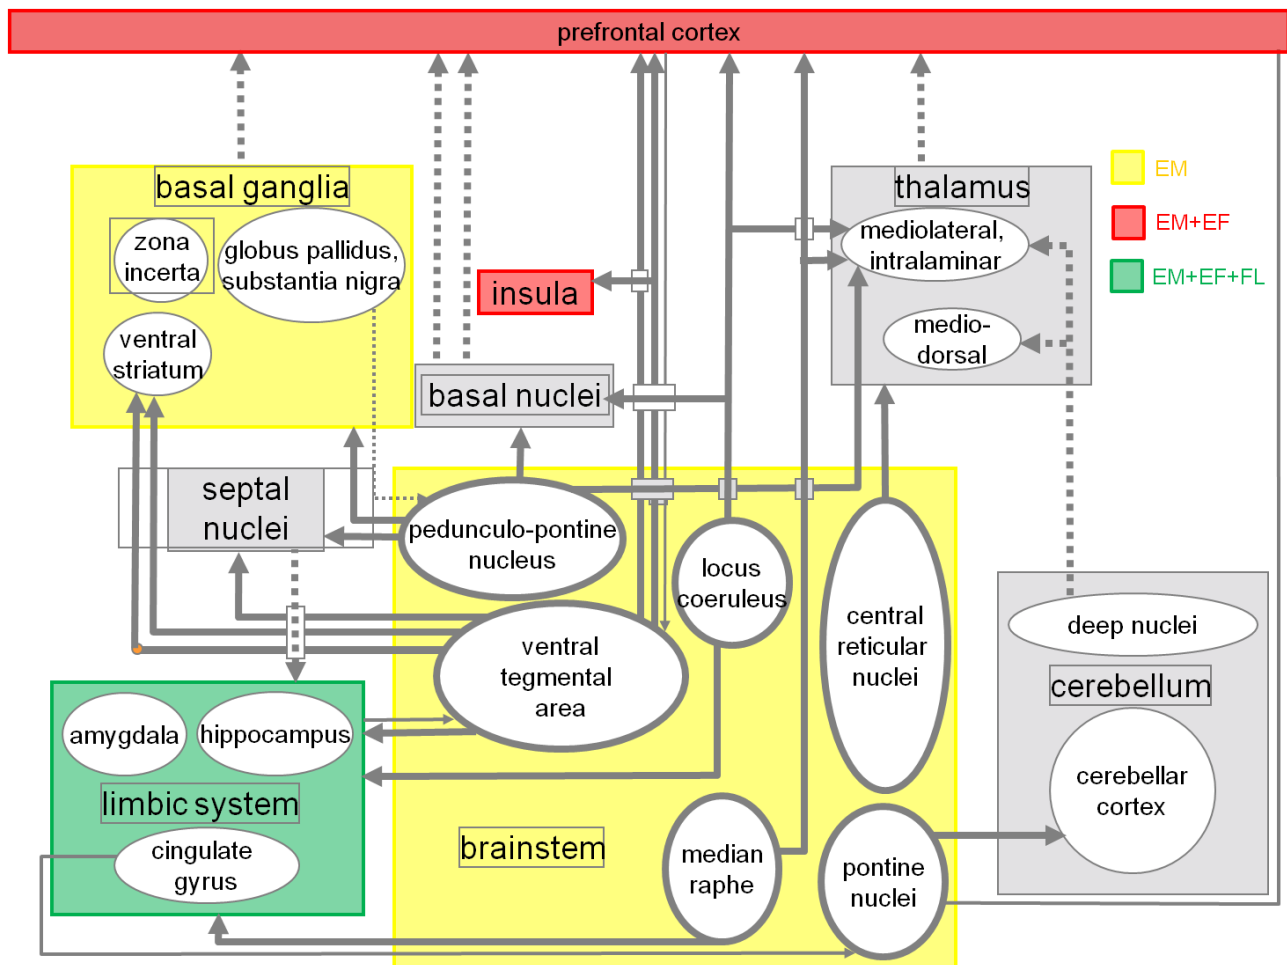 prefrontal cortex
basal ganglia
zona
incerta
globus pallidus,
substantia nigra
ventral
striatum
insula
basal nuclei
thalamus
mediolateral,
intralaminar
medio-
dorsal
EM
EM+EF
EM+EF+FL
septal
nuclei
pedunculo-pontine
nucleus
locus
coeruleus
central
reticular
nuclei
ventral
tegmental
area
deep nuclei
cerebellum
cerebellar
cortex
amygdala
hippocampus
limbic system
cingulate
gyrus
brainstem
median
raphe
pontine
nuclei